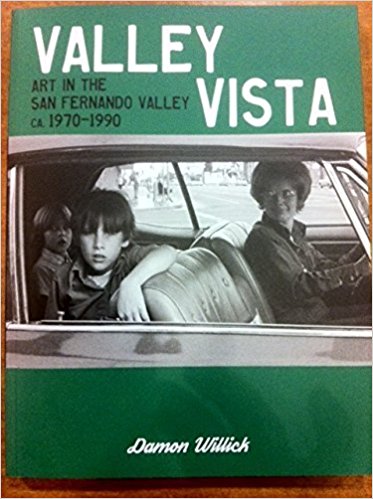 VALLEY
ART IN THE
SAN FERNANDO VALLEY
CA. 1970-1990
VISTA
Damon Willick